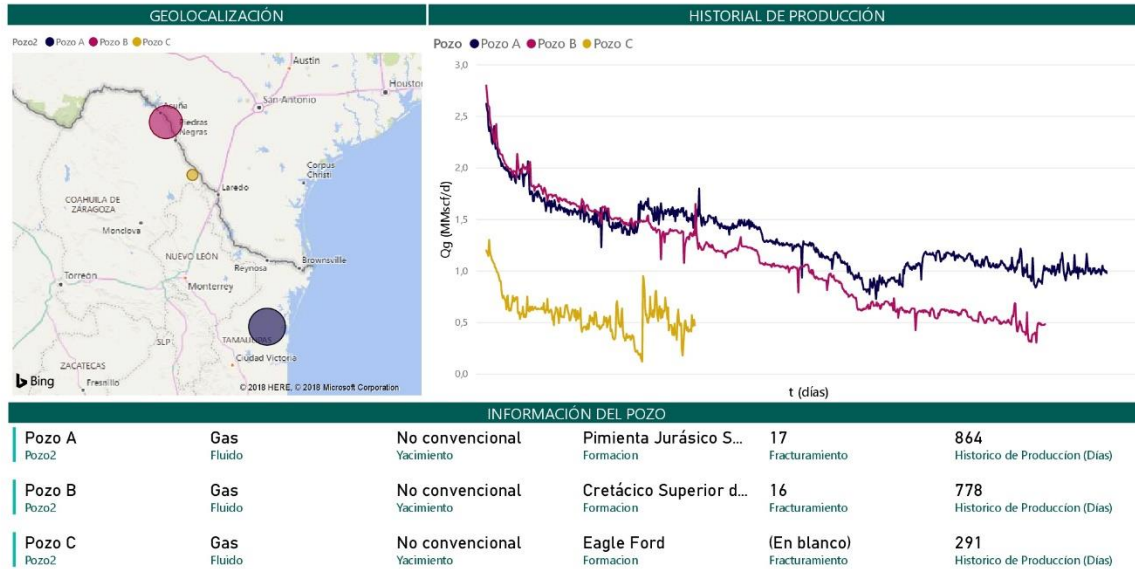 GEOLOCALIZACIÓN
Pozo2 Pozo A Pozo B Pozo C
Austin
Houston
San Antonio
Acuña
Piedras
Negras
Corpus
Christi
Laredo
COAHUILA DE
ZARAGOZA
Monclova
NUEVO LEÓN
Reynosa
Brownsville
Torreón
Monterrey
SLP
TAMAULIPAS
Ciudad Victoria
ZACATECAS
Fresnillo
Bing
© 2018 HERE, © 2018 Microsoft Corporation
HISTORIAL DE PRODUCCIÓN
Pozo Pozo A Pozo B Pozo C
3,0
2,5
2,0
1,5
1,0
0,5
0,0
Qg (MMscf/d)
t (días)
INFORMACIÓN DEL POZO
Pozo A Gas No convencional Pimienta Jurásico S... 17 864
Pozo2 Fluido Yacimiento Formacion Fracturamiento Historico de Produccíon (Días)
Pozo B Gas No convencional Cretácico Superior d... 16 778
Pozo2 Fluido Yacimiento Formacion Fracturamiento Historico de Produccíon (Días)
Pozo C Gas No convencional Eagle Ford (En blanco) 291
Pozo2 Fluido Yacimiento Formacion Fracturamiento Historico de Produccíon (Días)